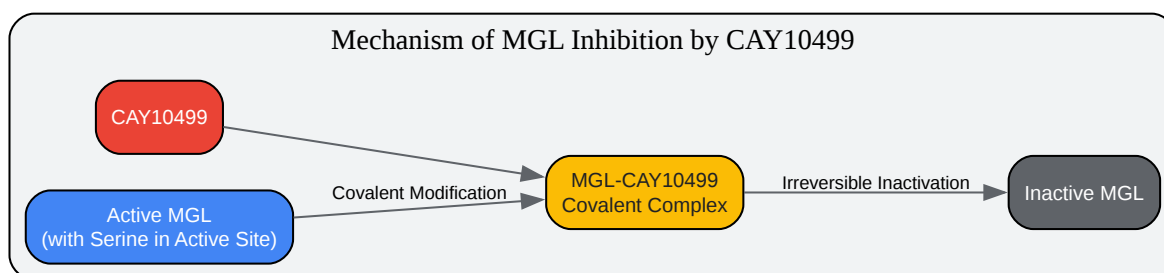 Mechanism of MGL Inhibition by CAY10499
CAY10499
Active MGL
(with Serine in Active Site)
Covalent Modification
MGL-CAY10499
Covalent Complex
Irreversible Inactivation
Inactive MGL